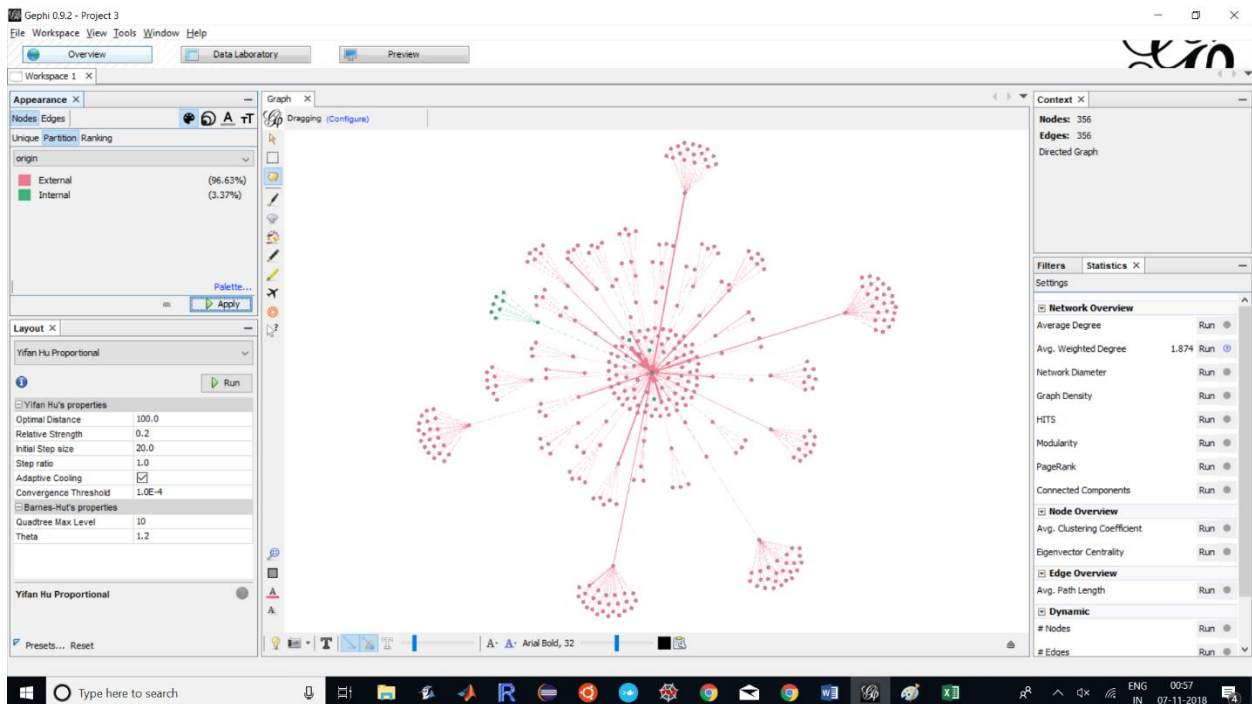 Gephi 0.9.2 - Project 3
File Workspace View Tools Window Help
Overview Data Laboratory Preview
Workspace 1
Appearance
Nodes Edges
Unique Partition Ranking
origin
External (96.63%)
Internal (3.37%)
Palette...
Apply
Layout
Yifan Hu Proportional
Run
Yifan Hu's properties
Optimal Distance 100.0
Relative Strength 0.2
Initial Step size 20.0
Step ratio 1.0
Adaptive Cooling
Convergence Threshold 1.0E-4
Barnes-Hut's properties
Quadtree Max Level 10
Theta 1.2
Yifan Hu Proportional
Presets... Reset
Graph
Dragging (Configure)
Arial Bold, 32
Context
Nodes: 356
Edges: 356
Directed Graph
Filters Statistics
Settings
Network Overview
Average Degree Run
Avg. Weighted Degree 1.874 Run
Network Diameter Run
Graph Density Run
HITS Run
Modularity Run
PageRank Run
Connected Components Run
Node Overview
Avg. Clustering Coefficient Run
Eigenvector Centrality Run
Edge Overview
Avg. Path Length Run
Dynamic
# Nodes Run
# Edges Run
Type here to search
ENG
IN
00:57
07-11-2018
4